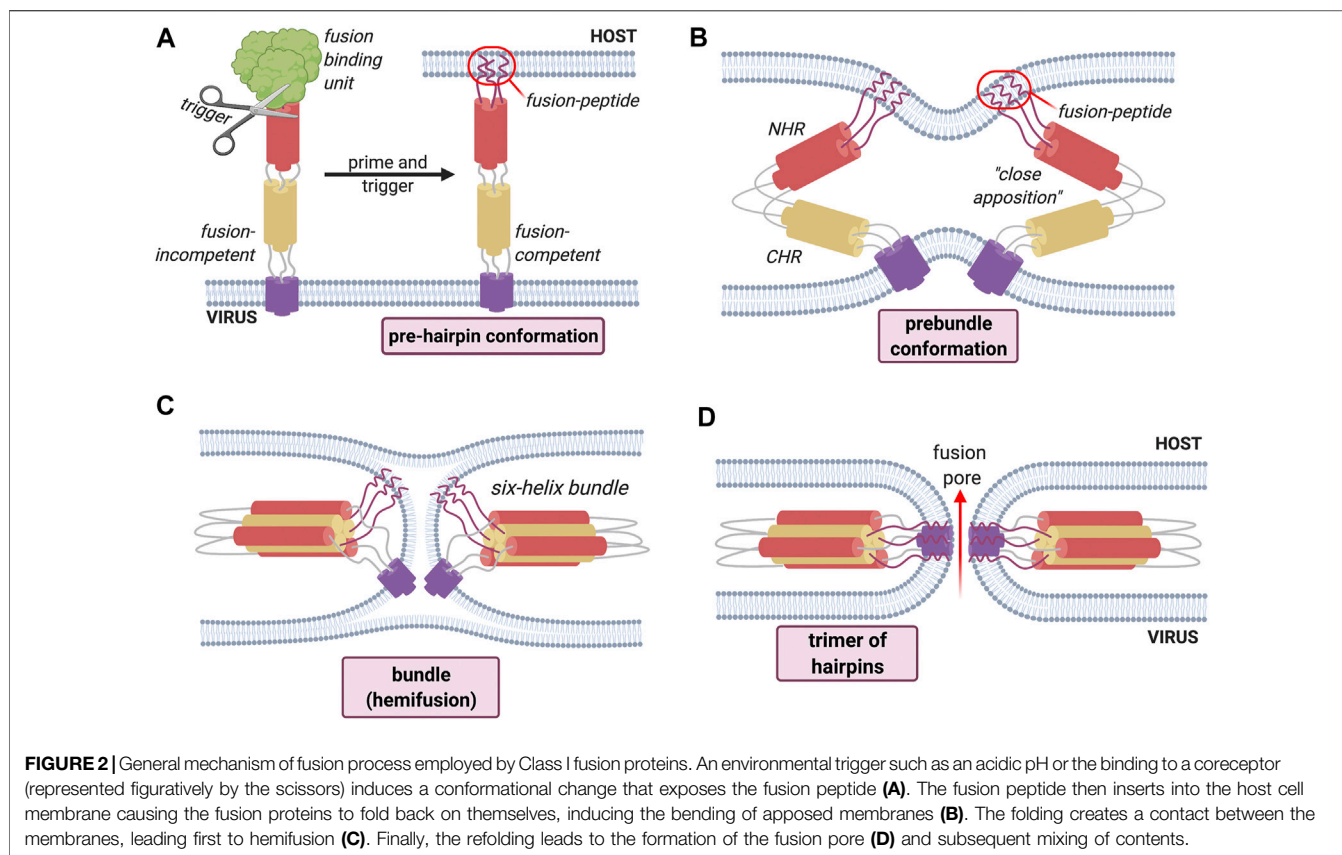 A
fusion
binding
unit
trigger
HOST
fusion-peptide
prime and
trigger
fusion-
incompetent
fusion-
competent
VIRUS
pre-hairpin conformation
B
fusion-peptide
NHR
"close
apposition"
CHR
prebundle
conformation
C
six-helix bundle
bundle
(hemifusion)
D
HOST
fusion
pore
trimer of
hairpins
VIRUS
FIGURE 2 | General mechanism of fusion process employed by Class I fusion proteins. An environmental trigger such as an acidic pH or the binding to a coreceptor
(represented figuratively by the scissors) induces a conformational change that exposes the fusion peptide (A). The fusion peptide then inserts into the host cell
membrane causing the fusion proteins to fold back on themselves, inducing the bending of apposed membranes (B). The folding creates a contact between the
membranes, leading first to hemifusion (C). Finally, the refolding leads to the formation of the fusion pore (D) and subsequent mixing of contents.